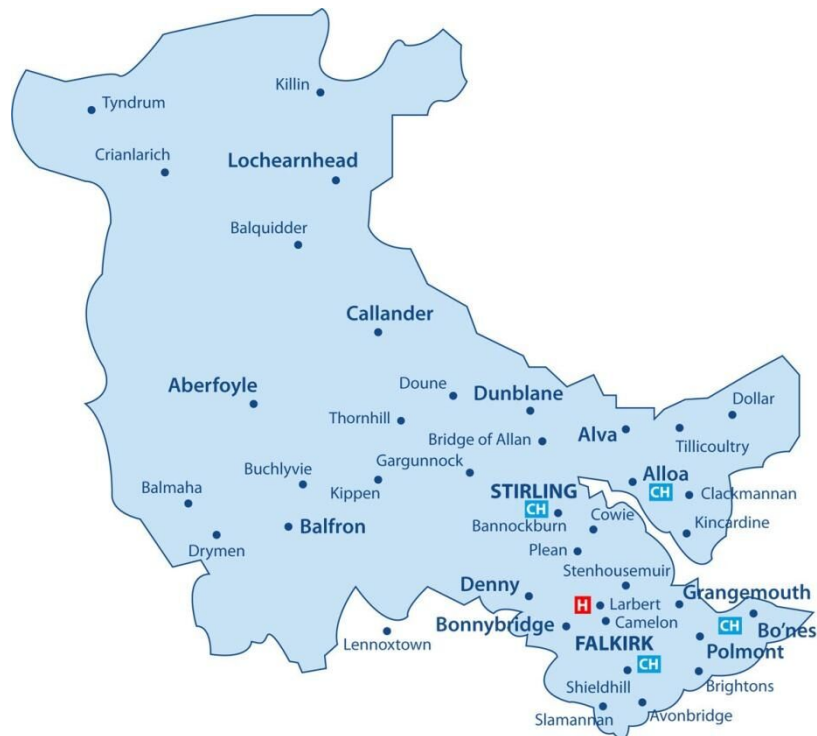 Killin
Tyndrum
Crianlarich
Lochearnhead
Balquidder
Callander
Aberfoyle
Doune
Dunblane
Dollar
Thornhill
Bridge of Allan
Alva
Tillicoultry
Buchlyvie
Gargunnock
Kippen
Alloa
CH
Clackmannan
Balmaha
STIRLING
CH
Bannockburn
Cowie
Kincardine
Drymen
Balfron
Plean
Stenhousemuir
Denny
H
Larbert
Grangemouth
Camelon
Bonnybridge
CH
Bo'nes
Lennoxtown
FALKIRK
CH
Polmont
Shieldhill
Brightons
Slamannan
Avonbridge